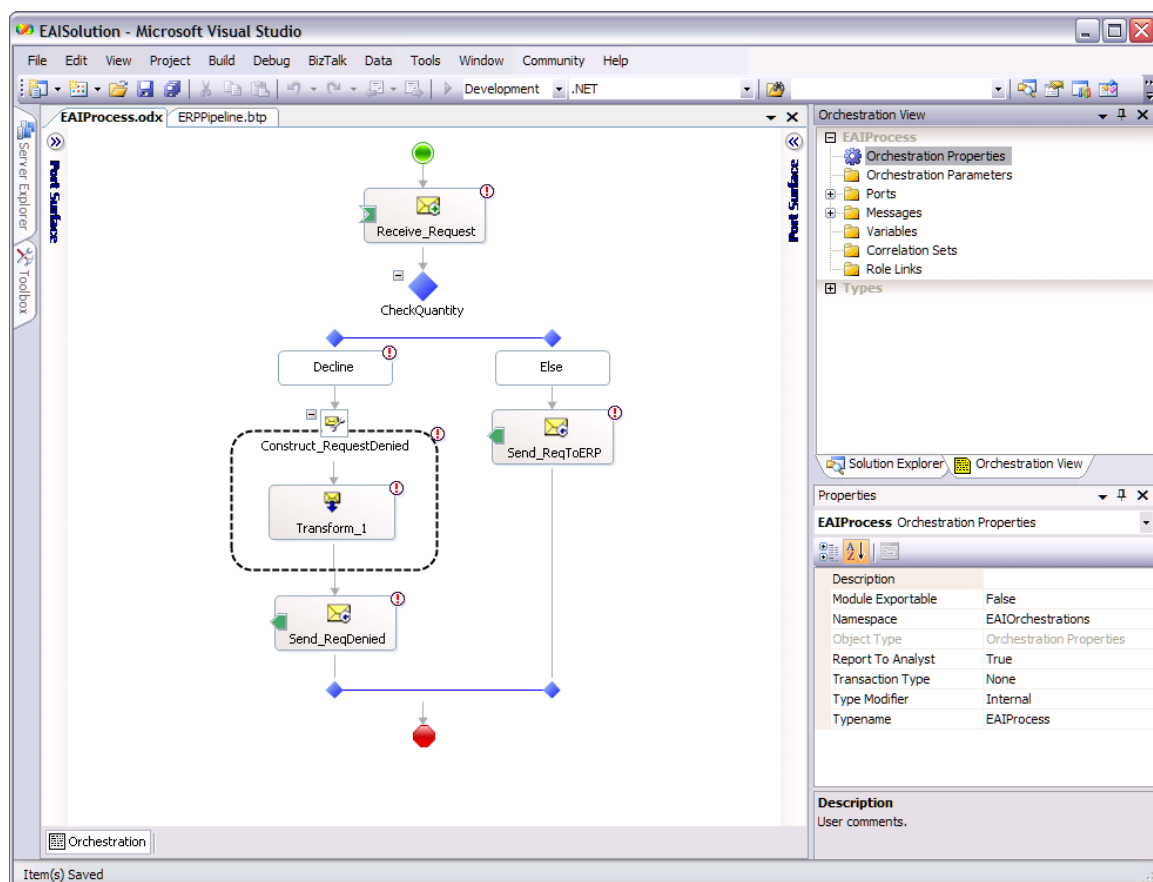 EAISolution - Microsoft Visual Studio
File Edit View Project Build Debug BizTalk Data Tools Window Community Help
Development .NET
Server Explorer
Toolbox
EAIProcess.odx ERPPipeline.btp
Port Surface
Port Surface
Receive_Request
CheckQuantity
Decline Else
Construct_RequestDenied
Send_ReqToERP
Transform_1
Send_ReqDenied
Orchestration
Orchestration View
EAIProcess
Orchestration Properties
Orchestration Parameters
Ports
Messages
Variables
Correlation Sets
Role Links
Types
Solution Explorer Orchestration View
Properties
EAIProcess Orchestration Properties
Description
Module Exportable False
Namespace EAIOrchestrations
Object Type Orchestration Properties
Report To Analyst True
Transaction Type None
Type Modifier Internal
Typename EAIProcess
Description
User comments.
Item(s) Saved